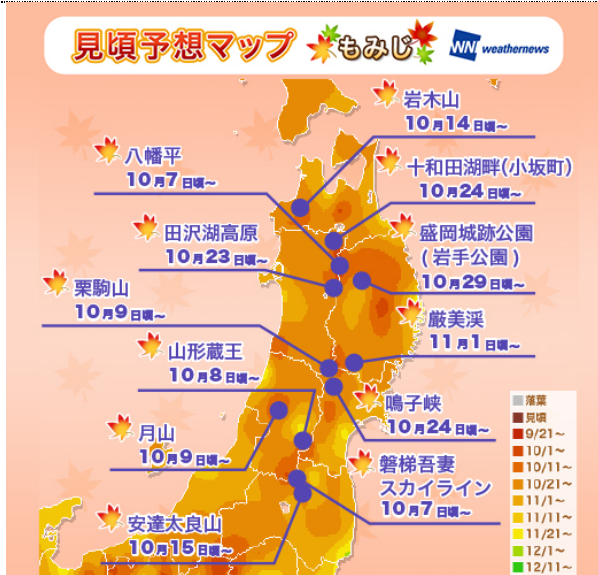 見頃予想マップ もみじ WN weathernews
岩木山
10月14日頃~
八幡平
10月7日頃~
十和田湖畔(小坂町)
10月24日頃~
田沢湖高原
10月23日頃~
盛岡城跡公園
(岩手公園)
10月29日頃~
栗駒山
10月9日頃~
厳美渓
11月1日頃~
山形蔵王
10月8日頃~
鳴子峡
10月24日頃~
月山
10月9日頃~
磐梯吾妻
スカイライン
10月7日頃~
安達太良山
10月15日頃~
落葉
見頃
9/21~
10/1~
10/11~
10/21~
11/1~
11/11~
11/21~
12/1~
12/11~